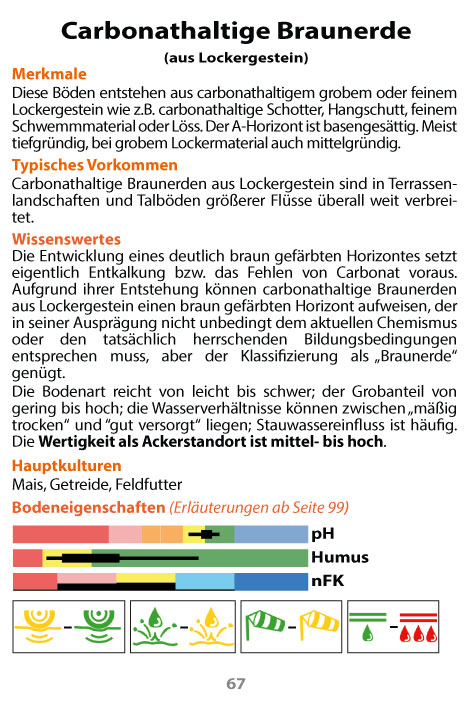 Carbonathaltige Braunerde
(aus Lockergestein)
Merkmale
Diese Böden entstehen aus carbonathaltigem grobem oder feinem
Lockergestein wie z.B. carbonathaltige Schotter, Hangschutt, feinem
Schwemmmaterial oder Löss. Der A-Horizont ist basengesättig. Meist
tiefgründig, bei grobem Lockermaterial auch mittelgründig.
Typisches Vorkommen
Carbonathaltige Braunerden aus Lockergestein sind in Terrassen-
landschaften und Talböden größerer Flüsse überall weit verbrei-
tet.
Wissenswertes
Die Entwicklung eines deutlich braun gefärbten Horizontes setzt
eigentlich Entkalkung bzw. das Fehlen von Carbonat voraus.
Aufgrund ihrer Entstehung können carbonathaltige Braunerden
aus Lockergestein einen braun gefärbten Horizont aufweisen, der
in seiner Ausprägung nicht unbedingt dem aktuellen Chemismus
oder den tatsächlich herrschenden Bildungsbedingungen
entsprechen muss, aber der Klassifizierung als „Braunerde“
genügt.
Die Bodenart reicht von leicht bis schwer; der Grobanteil von
gering bis hoch; die Wasserverhältnisse können zwischen „mäßig
trocken“ und “gut versorgt“ liegen; Stauwassereinfluss ist häufig.
Die Wertigkeit als Ackerstandort ist mittel- bis hoch.
Hauptkulturen
Mais, Getreide, Feldfutter
Bodeneigenschaften (Erläuterungen ab Seite 99)
pH
Humus
nFK
67